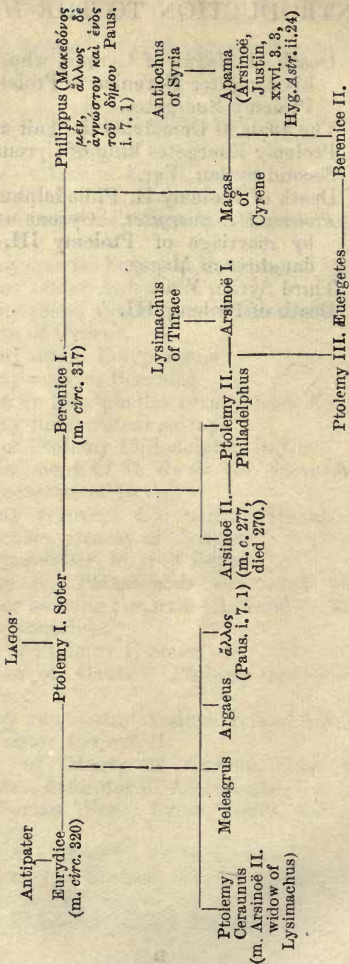 LAGOS
Antipater
Eurydice
(m. circ. 320)
Ptolemy I. Soter
Berenice I.
(m. circ. 317)
Philippus (Μακεδόνος
μέν, ἄλλως δὲ
ἀγνώστου καὶ ἑνὸς
τοῦ δήμου Paus.
i. 7. 1)
Ptolemy
Ceraunus
(m. Arsinoë II.
widow of
Lysimachus)
Meleagrus
Argaeus
ἄλλος
(Paus. i. 7. 1)
Arsinoë II.
(m. c. 277,
died 270.)
Ptolemy II.
Philadelphus
Lysimachus
of Thrace
Arsinoë I.
Magas
of
Cyrene
Antiochus
of Syria
Apama
(Arsinoë,
Justin,
xxvi. 3. 3,
Hyg. Astr. ii. 24)
Ptolemy III. Euergetes
Berenice II.